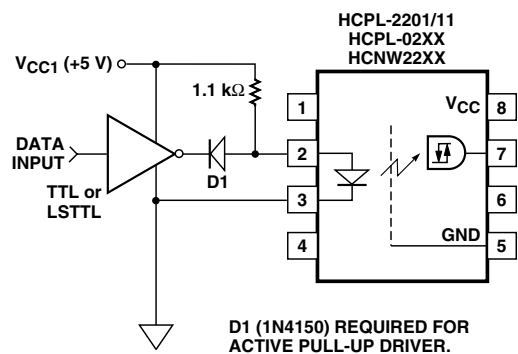 HCPL-2201/11
HCPL-02XX
HCNW22XX
VCC1 (+5 V)
1.1 kΩ
1
VCC
8
DATA
INPUT
D1
2
7
TTL or
LSTTL
3
6
4
GND
5
D1 (1N4150) REQUIRED FOR
ACTIVE PULL-UP DRIVER.